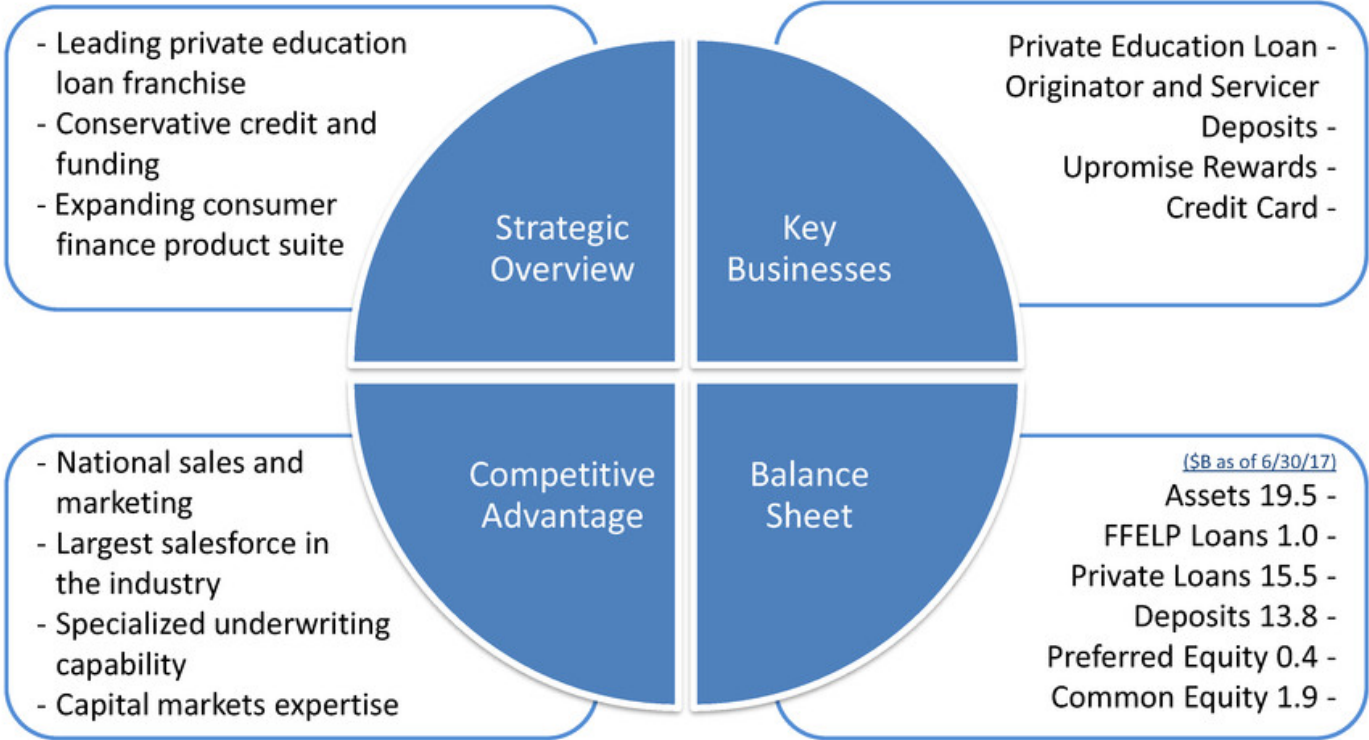 - Leading private education
loan franchise
- Conservative credit and
funding
- Expanding consumer
finance product suite
Strategic
Overview
Key
Businesses
Private Education Loan -
Originator and Servicer
Deposits -
Upromise Rewards -
Credit Card -
- National sales and
marketing
- Largest salesforce in
the industry
- Specialized underwriting
capability
- Capital markets expertise
Competitive
Advantage
Balance
Sheet
($B as of 6/30/17)
Assets 19.5 -
FFELP Loans 1.0 -
Private Loans 15.5 -
Deposits 13.8 -
Preferred Equity 0.4 -
Common Equity 1.9 -